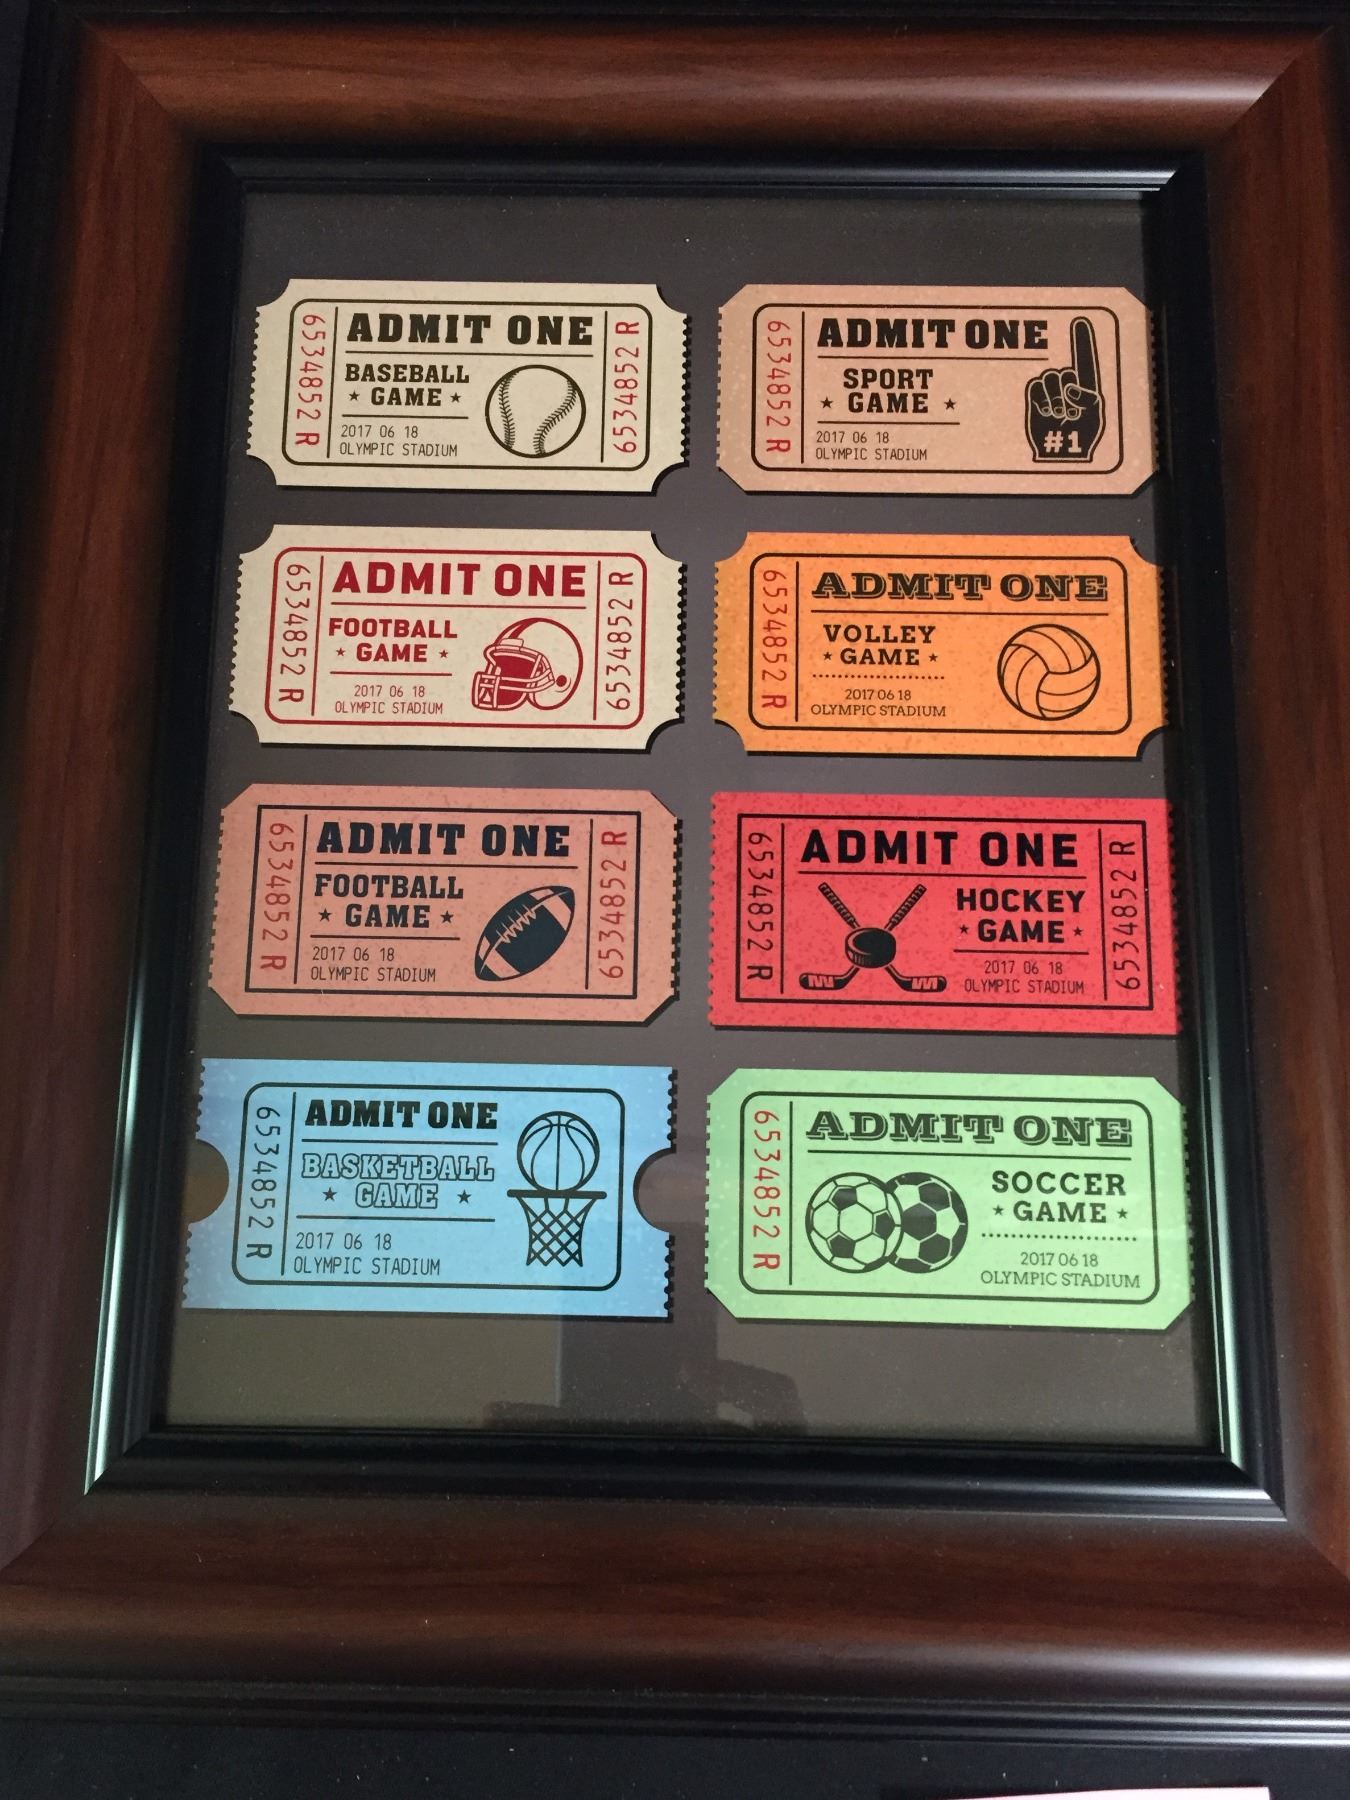 6534852 R
ADMIT ONE
BASEBALL
★ GAME ★
2017 06 18
OLYMPIC STADIUM
6534852 R
6534852 R
ADMIT ONE
SPORT
★ GAME ★
2017 06 18
OLYMPIC STADIUM
#1
6534852 R
ADMIT ONE
FOOTBALL
★ GAME ★
2017 06 18
OLYMPIC STADIUM
6534852 R
6534852 R
ADMIT ONE
VOLLEY
★ GAME ★
2017 06 18
OLYMPIC STADIUM
6534852 R
ADMIT ONE
FOOTBALL
★ GAME ★
2017 06 18
OLYMPIC STADIUM
6534852 R
6534852 R
ADMIT ONE
HOCKEY
★ GAME ★
2017 06 18
OLYMPIC STADIUM
6534852 R
6534852 R
ADMIT ONE
BASKETBALL
★ GAME ★
2017 06 18
OLYMPIC STADIUM
6534852 R
ADMIT ONE
SOCCER
★ GAME ★
2017 06 18
OLYMPIC STADIUM